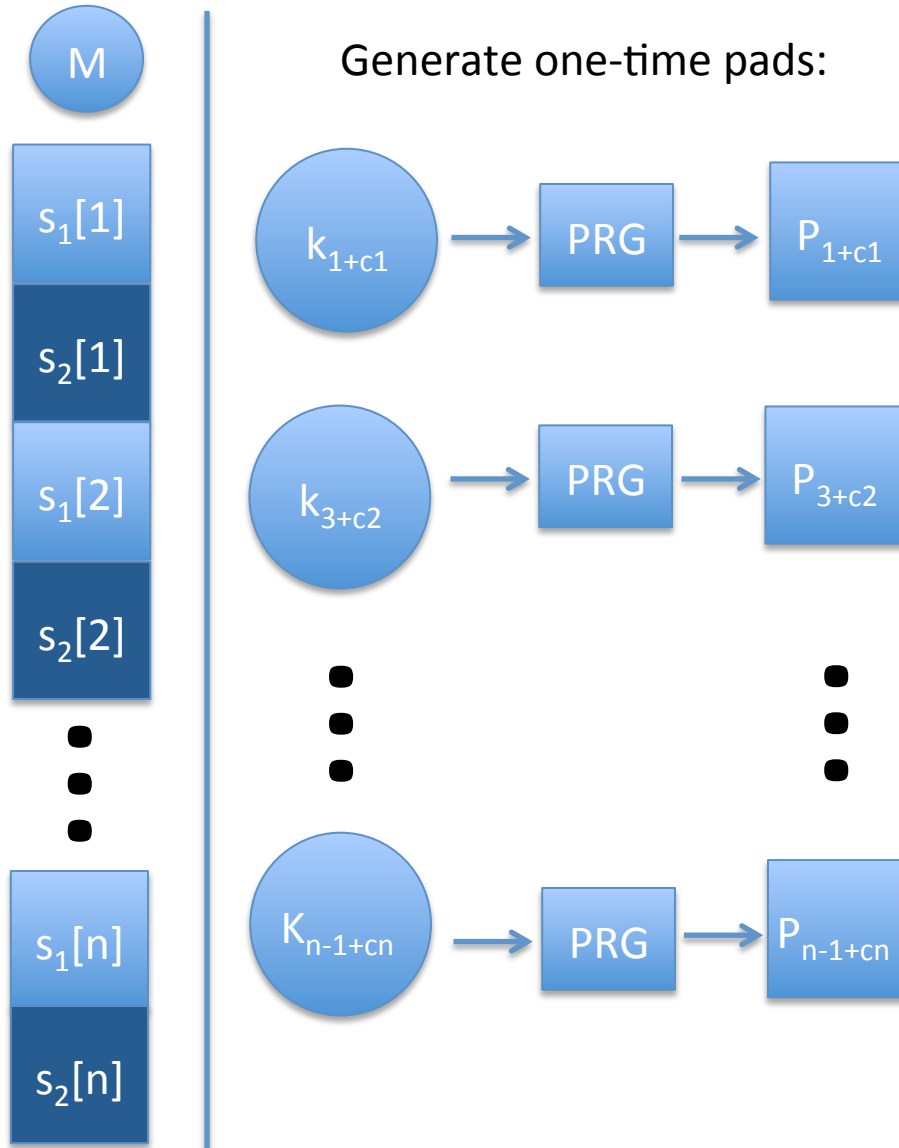 M
s₁[1]
s₂[1]
s₁[2]
s₂[2]
s₁[n]
s₂[n]
Generate one-time pads:
k₁₊c₁ PRG P₁₊c₁
k₃₊c₂ PRG P₃₊c₂
Kₙ₋₁₊cₙ PRG Pₙ₋₁₊cₙ